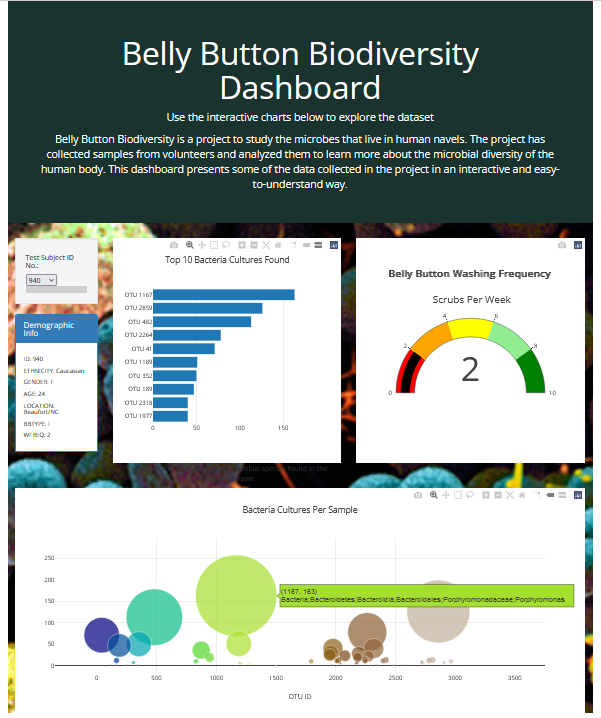 Belly Button Biodiversity
Dashboard
Use the interactive charts below to explore the dataset
Belly Button Biodiversity is a project to study the microbes that live in human navels. The project has
collected samples from volunteers and analyzed them to learn more about the microbial diversity of the
human body. This dashboard presents some of the data collected in the project in an interactive and easy-
to-understand way.
Test Subject ID
No.:
940
Demographic
Info
ID: 940
ETHNICITY: Caucasian
GENDER: F
AGE: 24
LOCATION:
Beaufort/NC
BBTYPE: I
WFREQ: 2
Top 10 Bacteria Cultures Found
OTU 1167
OTU 2859
OTU 482
OTU 2264
OTU 41
OTU 1189
OTU 352
OTU 189
OTU 2318
OTU 1977
0 50 100 150
Belly Button Washing Frequency
Scrubs Per Week
0 2 4 6 8 10
2
species found in the
Bacteria Cultures Per Sample
250
200
150
100
50
0
(1167, 163)
Bacteria;Bacteroidetes;Bacteroidia;Bacteroidales;Porphyromonadaceae;Porphyromonas
0 500 1000 1500 2000 2500 3000 3500
OTU ID